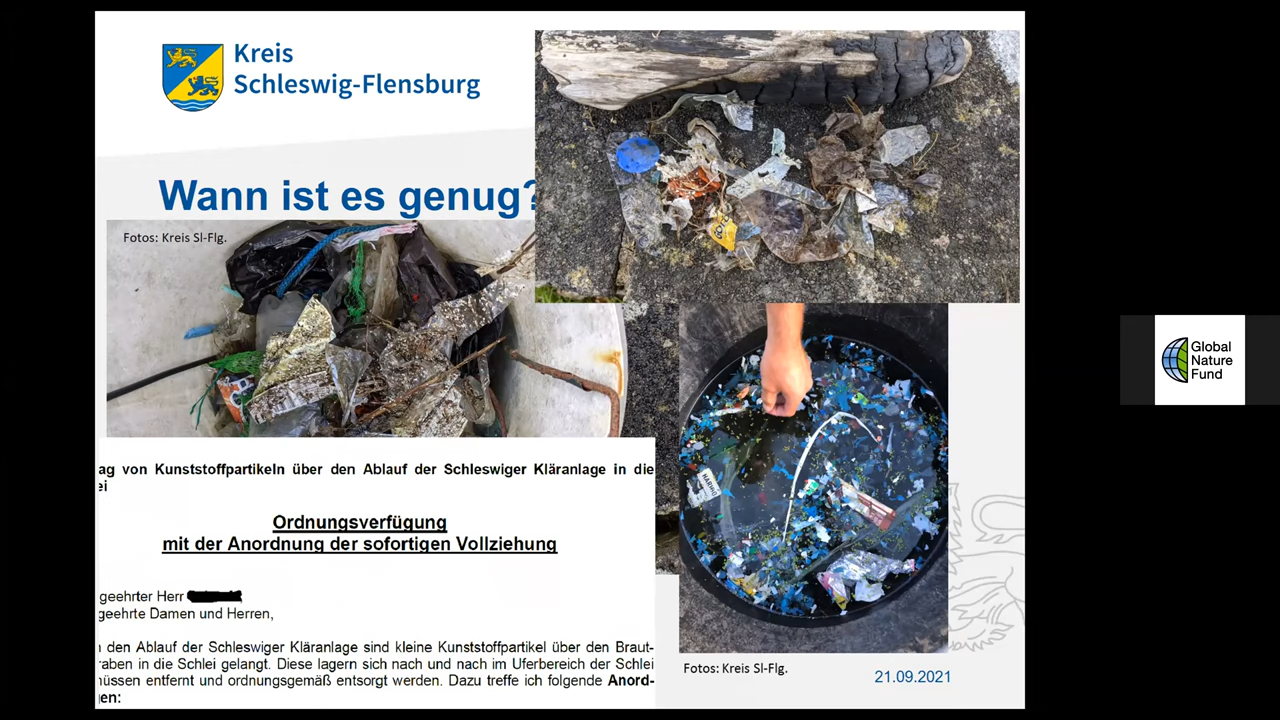 Kreis
Schleswig-Flensburg
Wann ist es genug?
Fotos: Kreis Sl-Flg.
ag von Kunststoffpartikeln über den Ablauf der Schleswiger Kläranlage in die
ei
Ordnungsverfügung
mit der Anordnung der sofortigen Vollziehung
geehrter Herr
geehrte Damen und Herren,
den Ablauf der Schleswiger Kläranlage sind kleine Kunststoffpartikel über den Braut-
raben in die Schlei gelangt. Diese lagern sich nach und nach im Uferbereich der Schlei
müssen entfernt und ordnungsgemäß entsorgt werden. Dazu treffe ich folgende Anord-
gen:
HARIBO
Fotos: Kreis Sl-Flg.
21.09.2021
Global
Nature
Fund